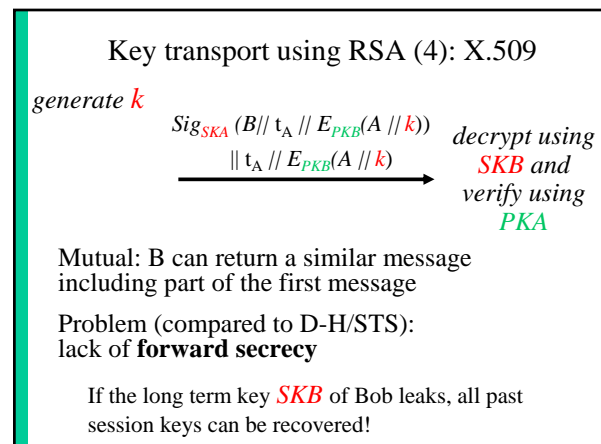 Key transport using RSA (4): X.509
generate k
Sig_SKA (B|| t_A || E_PKB(A || k))
|| t_A || E_PKB(A || k)
decrypt using
SKB and
verify using
PKA
Mutual: B can return a similar message
including part of the first message
Problem (compared to D-H/STS):
lack of forward secrecy
If the long term key SKB of Bob leaks, all past
session keys can be recovered!